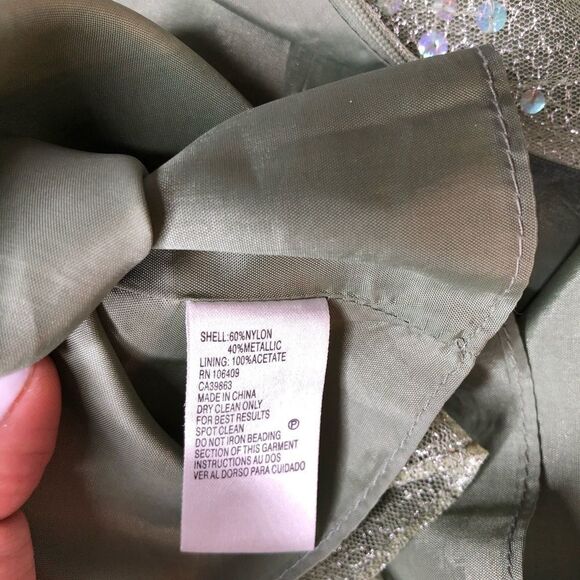 SHELL:60%NYLON
40%METALLIC
LINING: 100%ACETATE
RN 106409
CA39863
MADE IN CHINA
DRY CLEAN ONLY
FOR BEST RESULTS
SPOT CLEAN
P
DO NOT IRON BEADING
SECTION OF THIS GARMENT
INSTRUCTIONS AU DOS
VER AL DORSO PARA CUIDADO